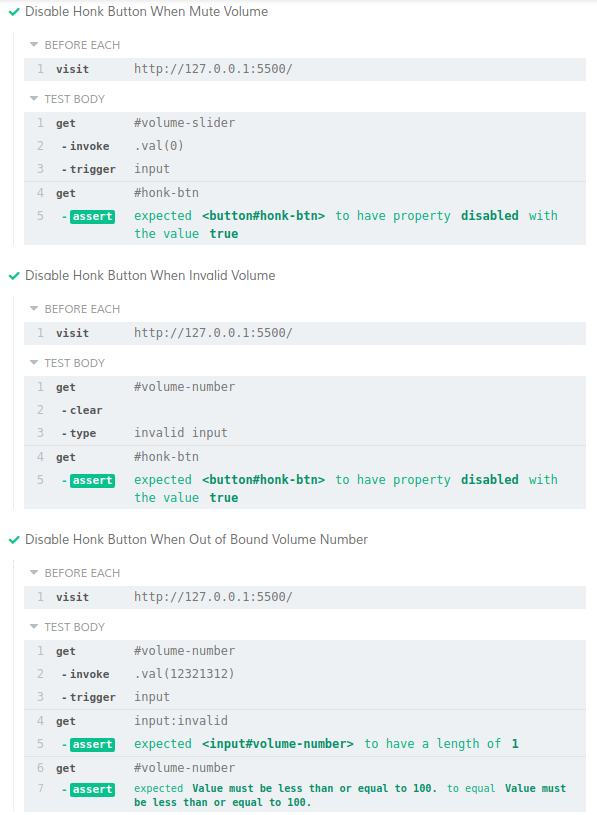 Disable Honk Button When Mute Volume
BEFORE EACH
1 visit http://127.0.0.1:5500/
TEST BODY
1 get #volume-slider
2 -invoke .val(0)
3 -trigger input
4 get #honk-btn
5 -assert expected <button#honk-btn> to have property disabled with
the value true
Disable Honk Button When Invalid Volume
BEFORE EACH
1 visit http://127.0.0.1:5500/
TEST BODY
1 get #volume-number
2 -clear
3 -type invalid input
4 get #honk-btn
5 -assert expected <button#honk-btn> to have property disabled with
the value true
Disable Honk Button When Out of Bound Volume Number
BEFORE EACH
1 visit http://127.0.0.1:5500/
TEST BODY
1 get #volume-number
2 -invoke .val(12321312)
3 -trigger input
4 get input:invalid
5 -assert expected <input#volume-number> to have a length of 1
6 get #volume-number
7 -assert expected Value must be less than or equal to 100. to equal Value must
be less than or equal to 100.